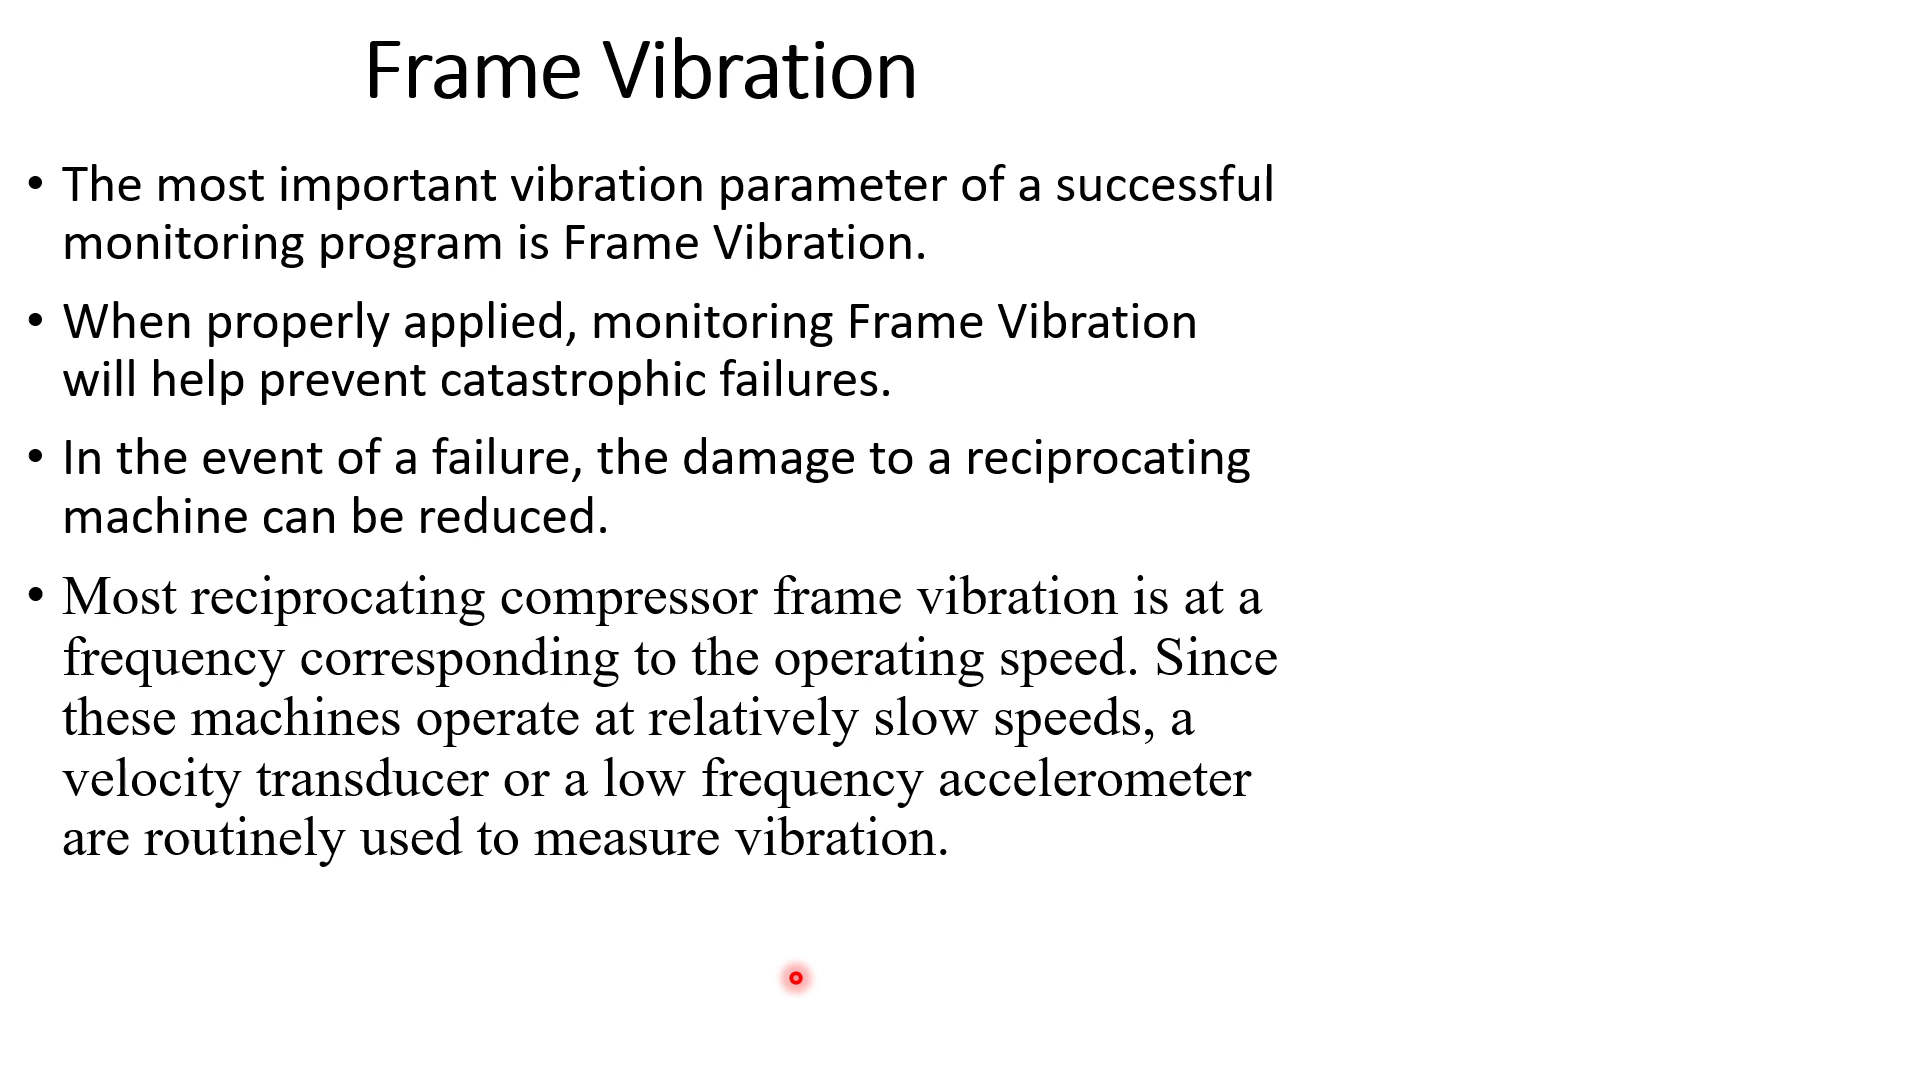 Frame Vibration
• The most important vibration parameter of a successful
monitoring program is Frame Vibration.
• When properly applied, monitoring Frame Vibration
will help prevent catastrophic failures.
• In the event of a failure, the damage to a reciprocating
machine can be reduced.
• Most reciprocating compressor frame vibration is at a
frequency corresponding to the operating speed. Since
these machines operate at relatively slow speeds, a
velocity transducer or a low frequency accelerometer
are routinely used to measure vibration.